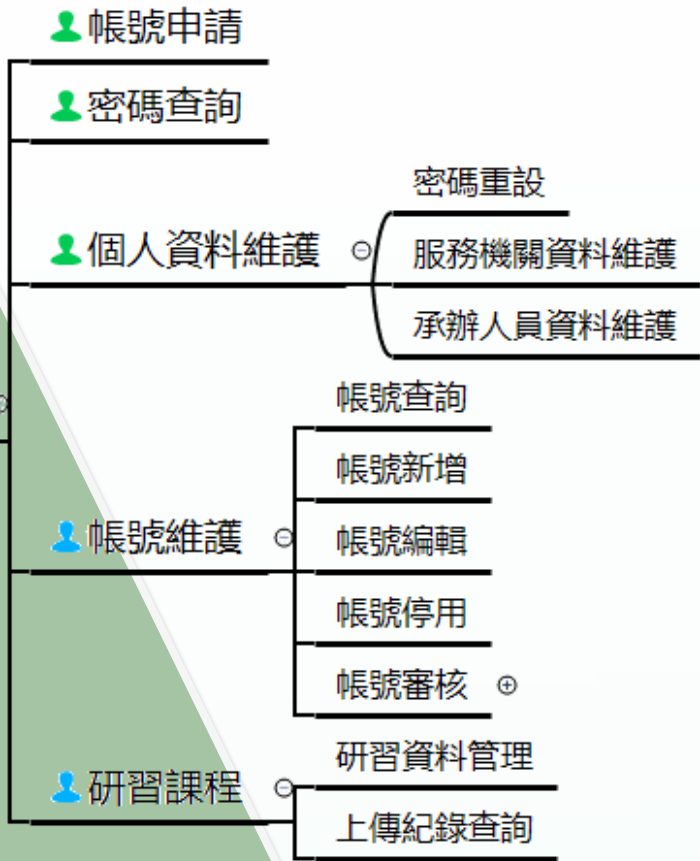 帳號申請
密碼查詢
個人資料維護
密碼重設
服務機關資料維護
承辦人員資料維護
帳號維護
帳號查詢
帳號新增
帳號編輯
帳號停用
帳號審核
研習課程
研習資料管理
上傳紀錄查詢